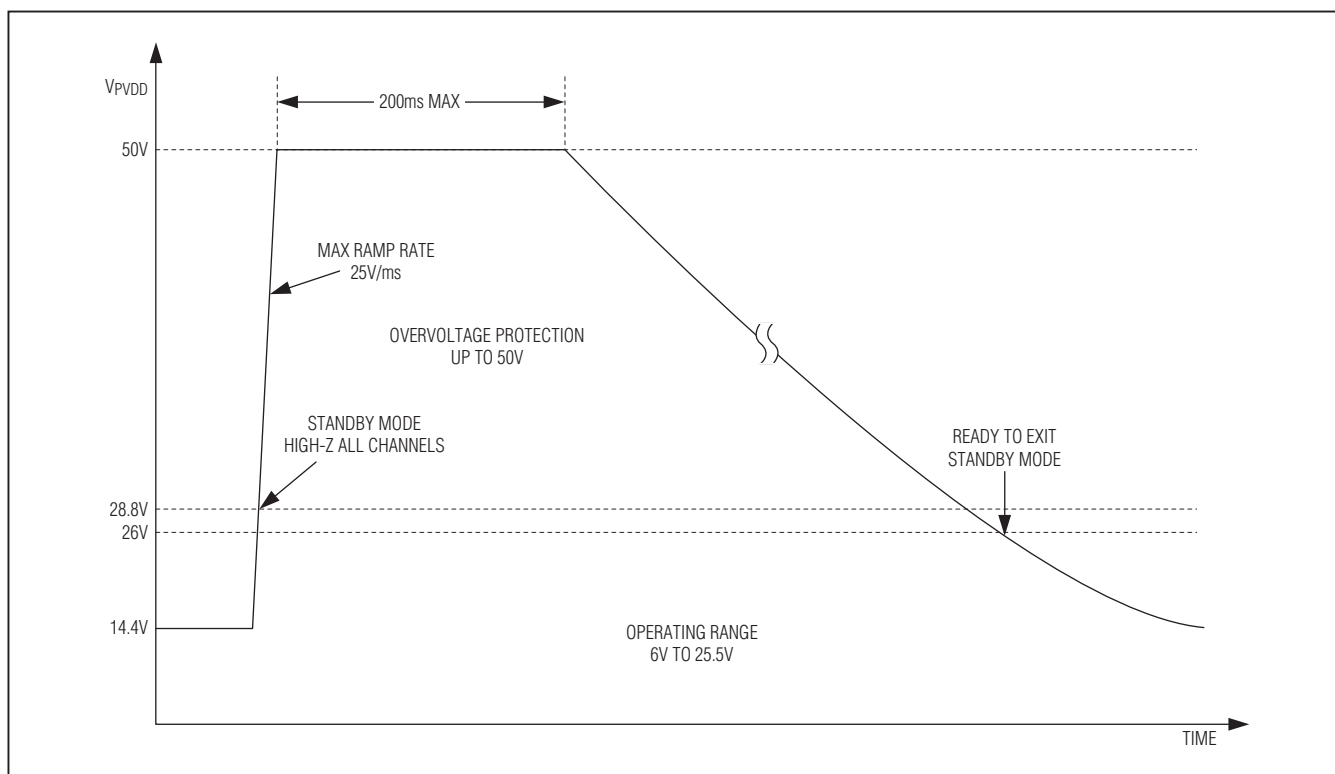 VPVDD
200ms MAX
50V
MAX RAMP RATE
25V/ms
OVERVOLTAGE PROTECTION
UP TO 50V
STANDBY MODE
HIGH-Z ALL CHANNELS
READY TO EXIT
STANDBY MODE
28.8V
26V
14.4V
OPERATING RANGE
6V TO 25.5V
TIME